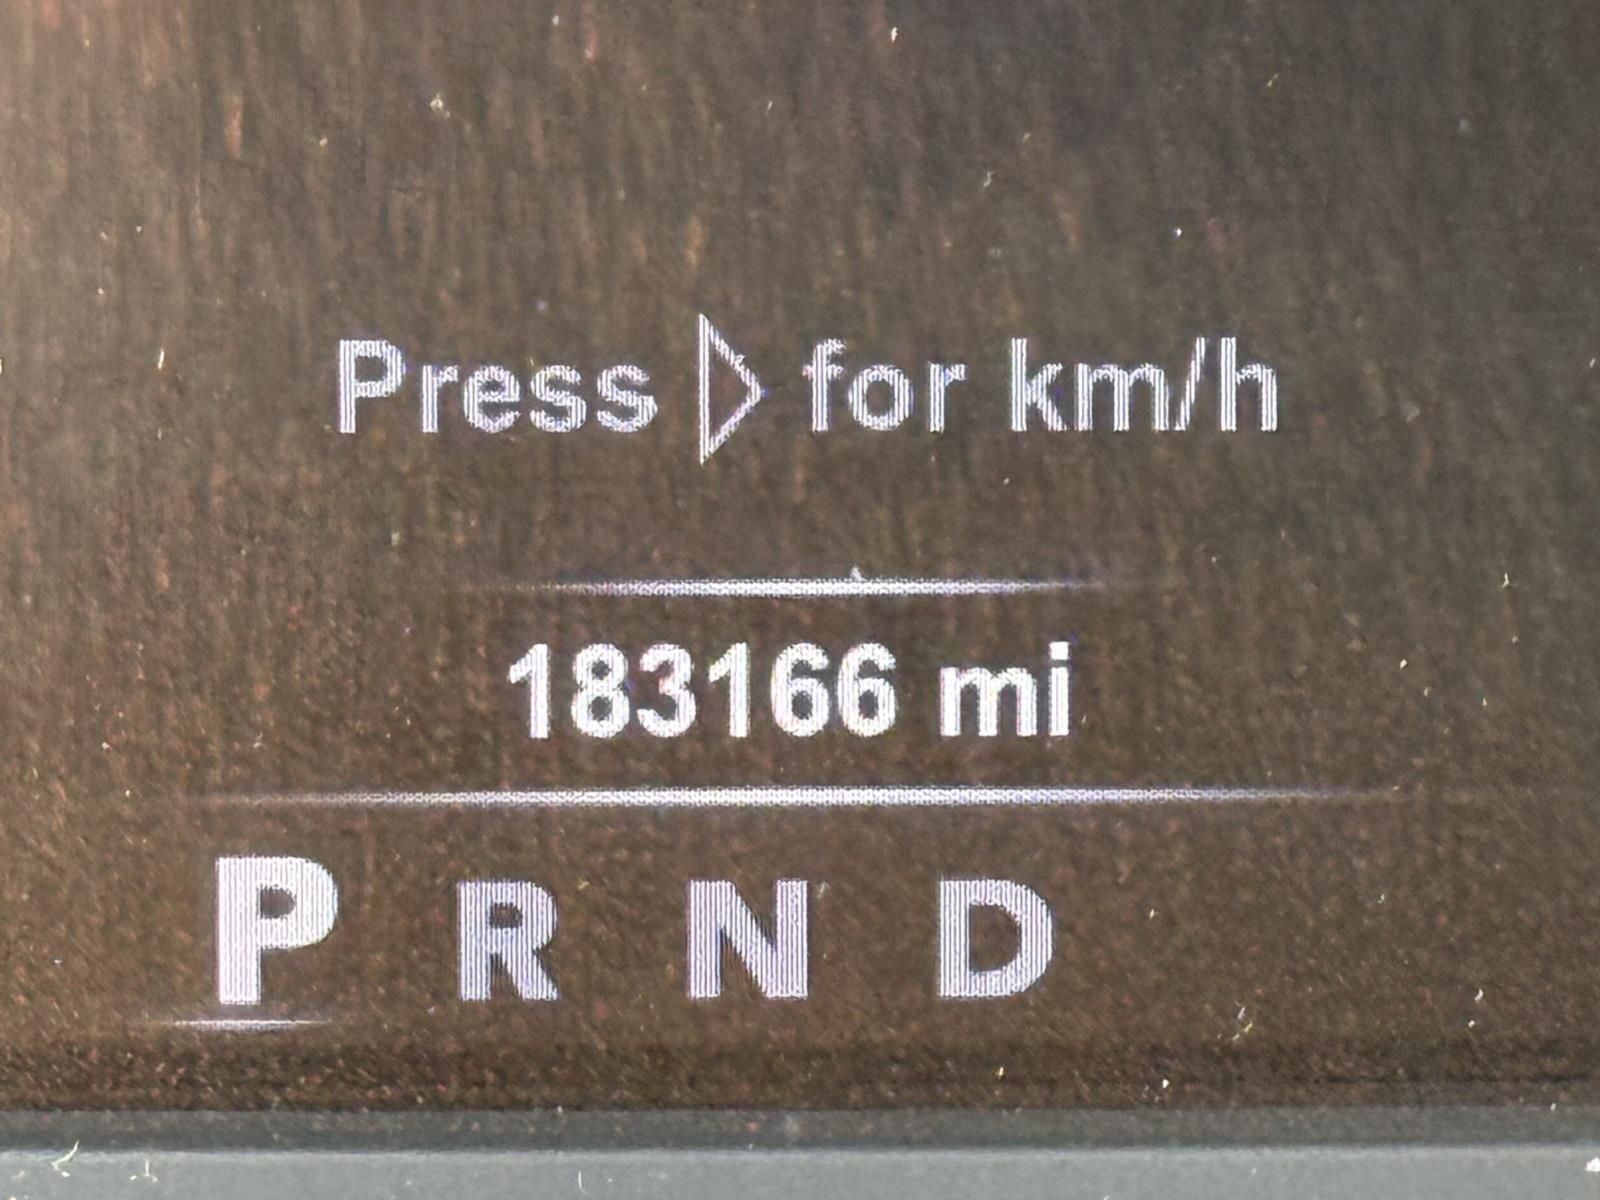 Press ▷ for km/h
183166 mi
P R N D